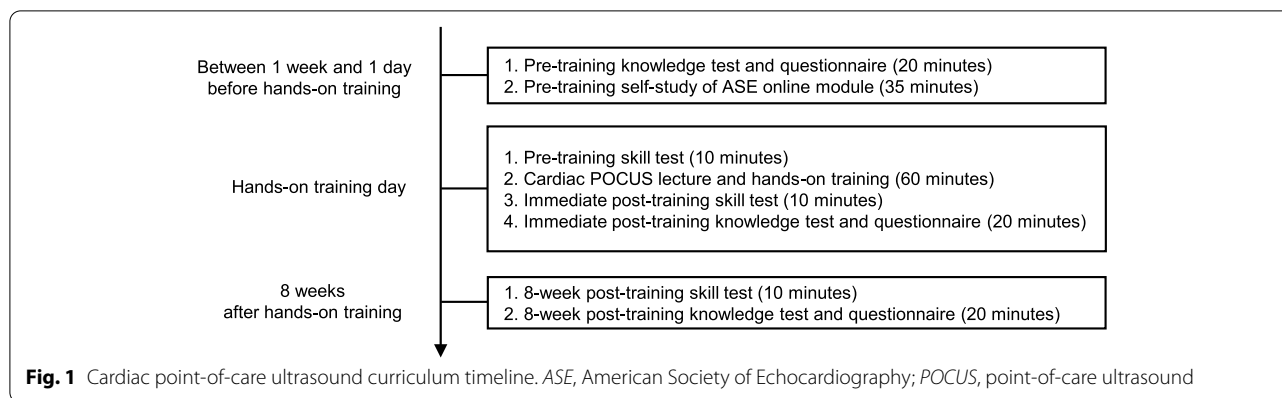 Between 1 week and 1 day
before hands-on training
1. Pre-training knowledge test and questionnaire (20 minutes)
2. Pre-training self-study of ASE online module (35 minutes)
Hands-on training day
1. Pre-training skill test (10 minutes)
2. Cardiac POCUS lecture and hands-on training (60 minutes)
3. Immediate post-training skill test (10 minutes)
4. Immediate post-training knowledge test and questionnaire (20 minutes)
8 weeks
after hands-on training
1. 8-week post-training skill test (10 minutes)
2. 8-week post-training knowledge test and questionnaire (20 minutes)
Fig. 1 Cardiac point-of-care ultrasound curriculum timeline. ASE, American Society of Echocardiography; POCUS, point-of-care ultrasound